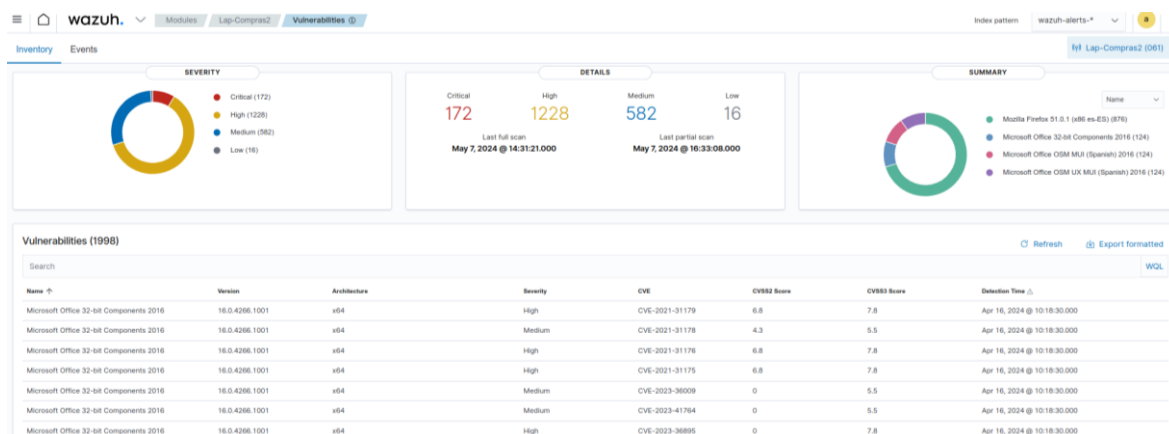 wazuh. Modules Lap-Compras2 Vulnerabilities Index pattern wazuh-alerts-* a
Inventory Events Lap-Compras2 (061)
SEVERITY
Critical (172)
High (1228)
Medium (582)
Low (16)
DETAILS
Critical High Medium Low
172 1228 582 16
Last full scan Last partial scan
May 7, 2024 @ 14:31:21.000 May 7, 2024 @ 16:33:08.000
SUMMARY
Name
Mozilla Firefox 51.0.1 (x86 es-ES) (876)
Microsoft Office 32-bit Components 2016 (124)
Microsoft Office OSM MUI (Spanish) 2016 (124)
Microsoft Office OSM UX MUI (Spanish) 2016 (124)
Vulnerabilities (1998) Refresh Export formatted
Search WQL
Name Version Architecture Severity CVE CVSS2 Score CVSS3 Score Detection Time
Microsoft Office 32-bit Components 2016 16.0.4266.1001 x64 High CVE-2021-31179 6.8 7.8 Apr 16, 2024 @ 10:18:30.000
Microsoft Office 32-bit Components 2016 16.0.4266.1001 x64 Medium CVE-2021-31178 4.3 5.5 Apr 16, 2024 @ 10:18:30.000
Microsoft Office 32-bit Components 2016 16.0.4266.1001 x64 High CVE-2021-31176 6.8 7.8 Apr 16, 2024 @ 10:18:30.000
Microsoft Office 32-bit Components 2016 16.0.4266.1001 x64 High CVE-2021-31175 6.8 7.8 Apr 16, 2024 @ 10:18:30.000
Microsoft Office 32-bit Components 2016 16.0.4266.1001 x64 Medium CVE-2023-36009 0 5.5 Apr 16, 2024 @ 10:18:30.000
Microsoft Office 32-bit Components 2016 16.0.4266.1001 x64 Medium CVE-2023-41764 0 5.5 Apr 16, 2024 @ 10:18:30.000
Microsoft Office 32-bit Components 2016 16.0.4266.1001 x64 High CVE-2023-36895 0 7.8 Apr 16, 2024 @ 10:18:30.000